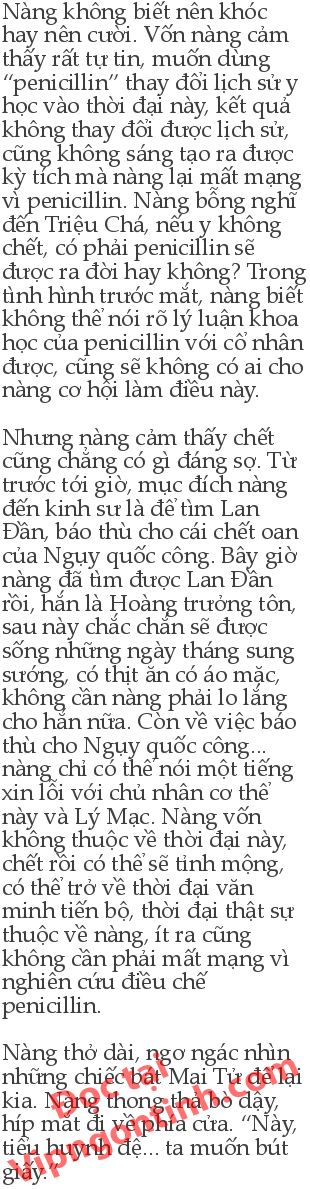 Nàng không biết nên khóc
hay nên cười. Vốn nàng cảm
thấy rất tự tin, muốn dùng
“penicillin” thay đổi lịch sử y
học vào thời đại này, kết quả
không thay đổi được lịch sử,
cũng không sáng tạo ra được
kỳ tích mà nàng lại mất mạng
vì penicillin. Nàng bỗng nghĩ
đến Triệu Chá, nếu y không
chết, có phải penicillin sẽ
được ra đời hay không? Trong
tình hình trước mắt, nàng biết
không thể nói rõ lý luận khoa
học của penicillin với cổ nhân
được, cũng sẽ không có ai cho
nàng cơ hội làm điều này.
Nhưng nàng cảm thấy chết
cũng chẳng có gì đáng sợ. Từ
trước tới giờ, mục đích nàng
đến kinh sư là để tìm Lan
Đần, báo thù cho cái chết oan
của Ngụy quốc công. Bây giờ
nàng đã tìm được Lan Đần
rồi, hắn là Hoàng trưởng tôn,
sau này chắc chắn sẽ được
sống những ngày tháng sung
sướng, có thịt ăn có áo mặc,
không cần nàng phải lo lắng
cho hắn nữa. Còn về việc báo
thù cho Ngụy quốc công...
nàng chỉ có thể nói một tiếng
xin lỗi với chủ nhân cơ thể
này và Lý Mạc. Nàng vốn
không thuộc về thời đại này,
chết rồi có thể sẽ tỉnh mộng,
có thể trở về thời đại văn
minh tiến bộ, thời đại thật sự
thuộc về nàng, ít ra cũng
không cần phải mất mạng vì
nghiên cứu điều chế
penicillin.
Nàng thở dài, ngơ ngác nhìn
những chiếc bát Mai Tử để lại
kia. Nàng thong thả bò dậy,
híp mắt đi về phía cửa. “Này,
tiểu huynh đệ... ta muốn bút
giấy.”
Đọc tại
Vipngontinh.com